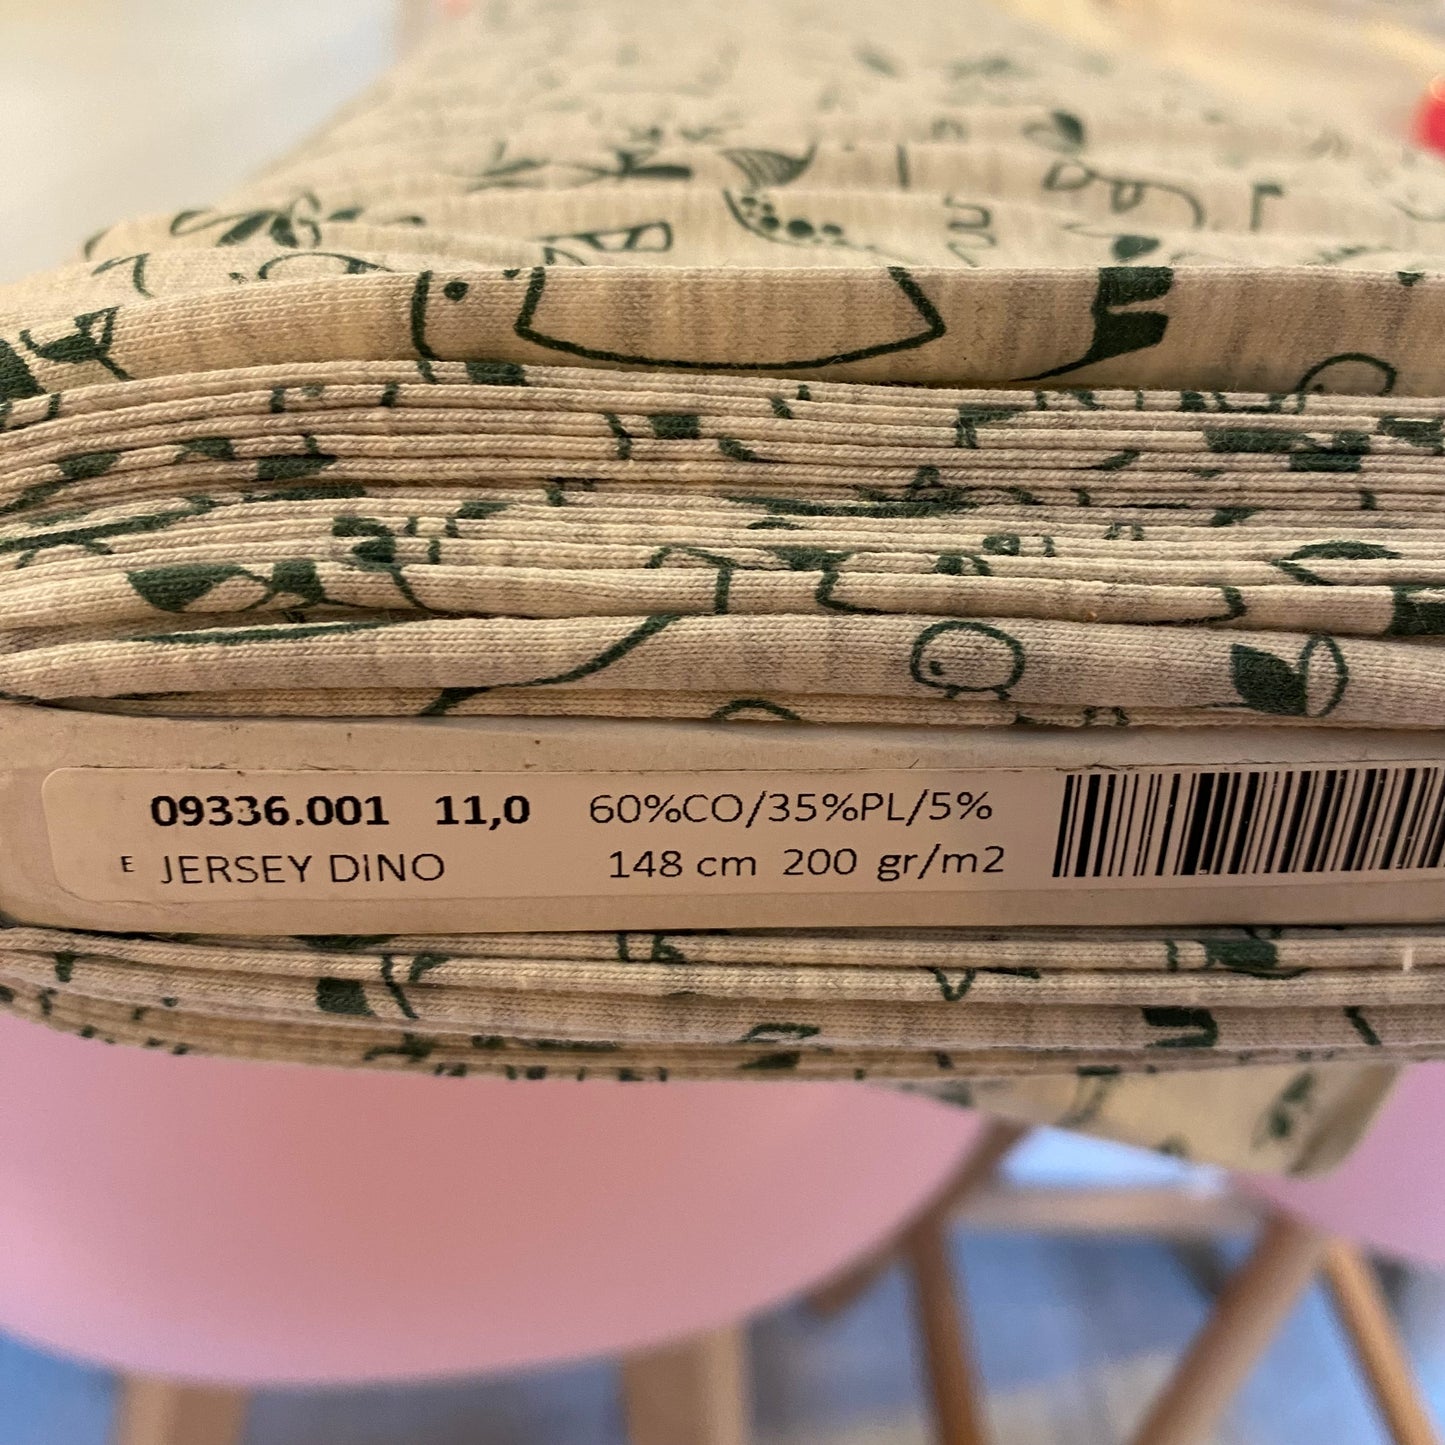 09336.001 11,0 60%CO/35%PL/5%
E JERSEY DINO 148 cm 200 gr/m2